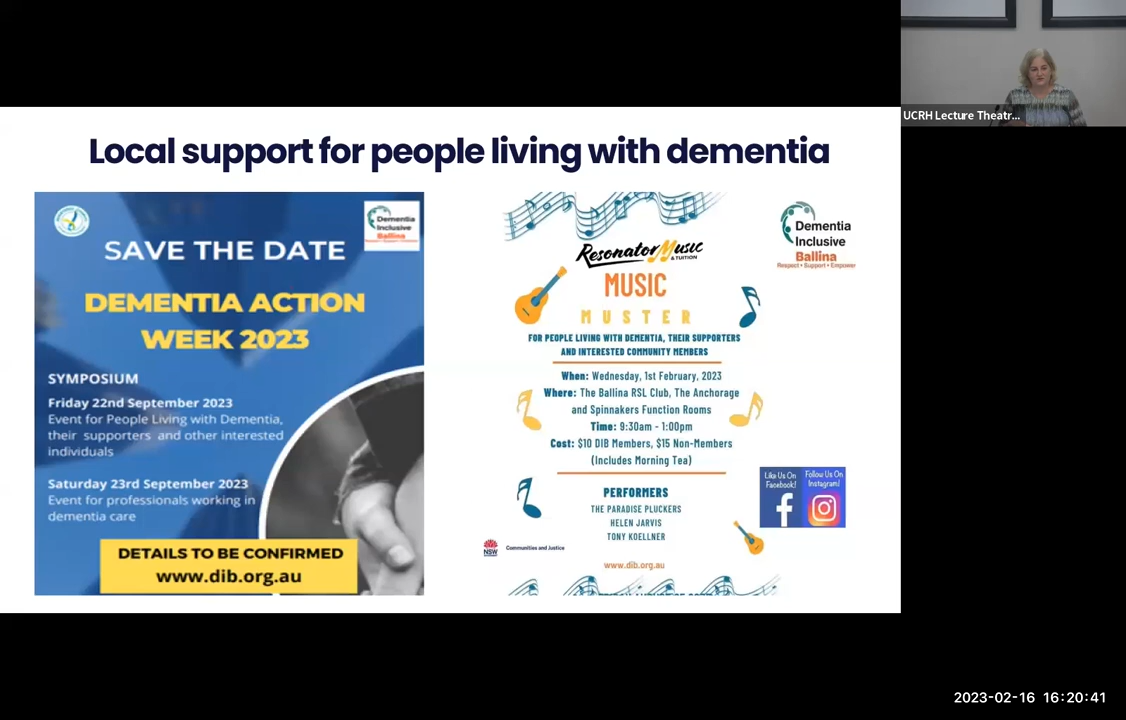 UCRH Lecture Theatr...
Local support for people living with dementia
Dementia
Inclusive
Ballina
Respect • Support • Empower
SAVE THE DATE
DEMENTIA ACTION
WEEK 2023
SYMPOSIUM
Friday 22nd September 2023
Event for People Living with Dementia,
their supporters and other interested
individuals
Saturday 23rd September 2023
Event for professionals working in
dementia care
DETAILS TO BE CONFIRMED
www.dib.org.au
Resonator Music
& TUITION
MUSIC
MUSTER
FOR PEOPLE LIVING WITH DEMENTIA, THEIR SUPPORTERS
AND INTERESTED COMMUNITY MEMBERS
When: Wednesday, 1st February, 2023
Where: The Ballina RSL Club, The Anchorage
and Spinnakers Function Rooms
Time: 9:30am - 1:00pm
Cost: $10 DIB Members, $15 Non-Members
(Includes Morning Tea)
PERFORMERS
THE PARADISE PLUCKERS
HELEN JARVIS
TONY KOELLNER
NSW
Communities and Justice
www.dib.org.au
Dementia
Inclusive
Ballina
Respect • Support • Empower
Like Us On
Facebook!
Follow Us On
Instagram!
2023-02-16 16:20:41